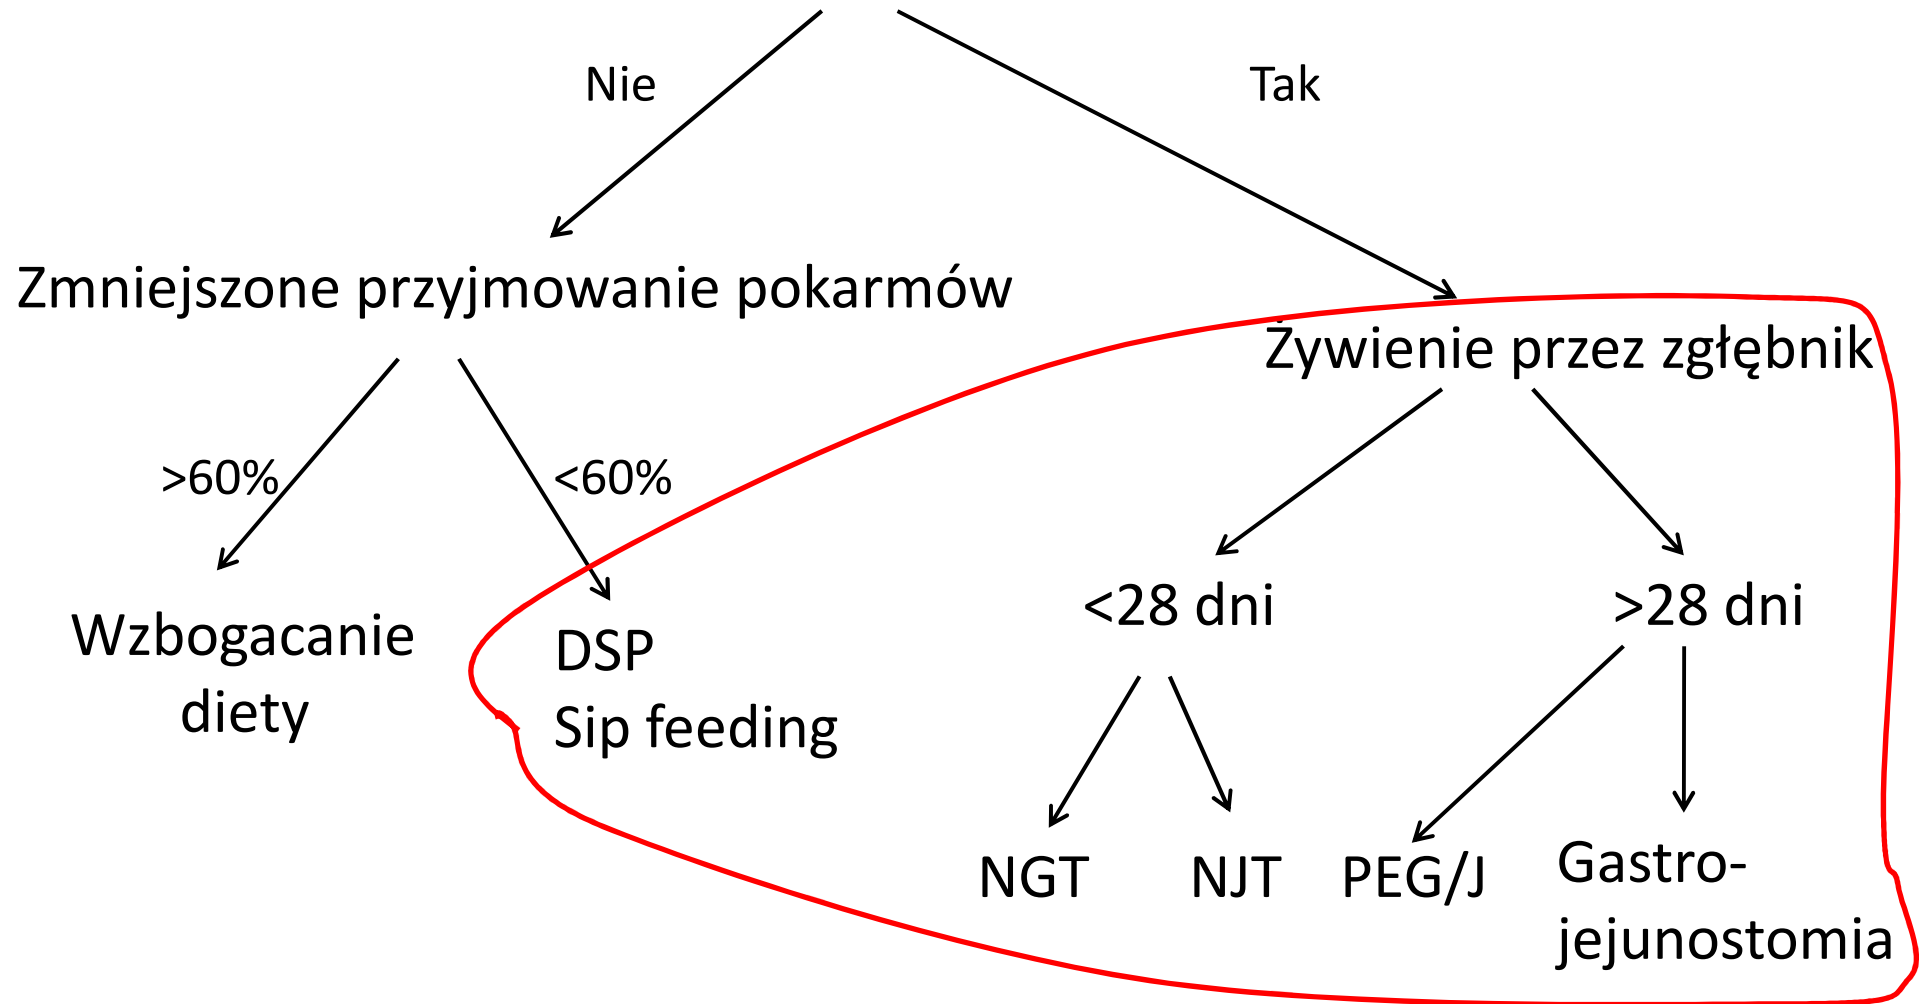 Nie
Tak
Zmniejszone przyjmowanie pokarmów
Żywienie przez zgłębnik
>60%
<60%
<28 dni
>28 dni
Wzbogacanie
diety
DSP
Sip feeding
NGT
NJT
PEG/J
Gastro-
jejunostomia